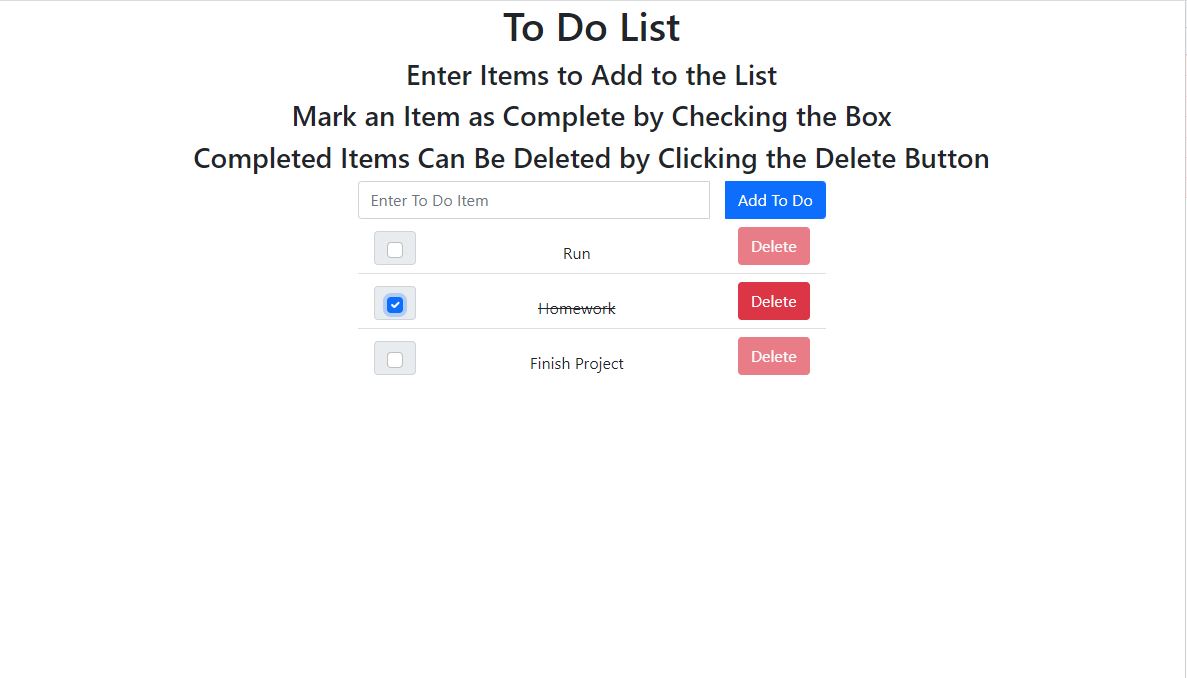 To Do List
Enter Items to Add to the List
Mark an Item as Complete by Checking the Box
Completed Items Can Be Deleted by Clicking the Delete Button
Enter To Do Item Add To Do
Run Delete
Homework Delete
Finish Project Delete